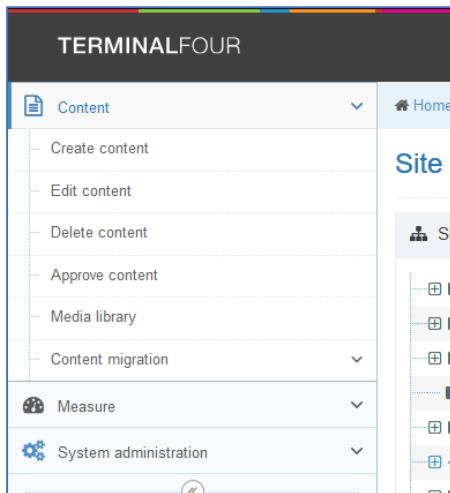 TERMINALFOUR
Content
Home
Create content
Site
Edit content
Delete content
Approve content
Media library
Content migration
Measure
System administration